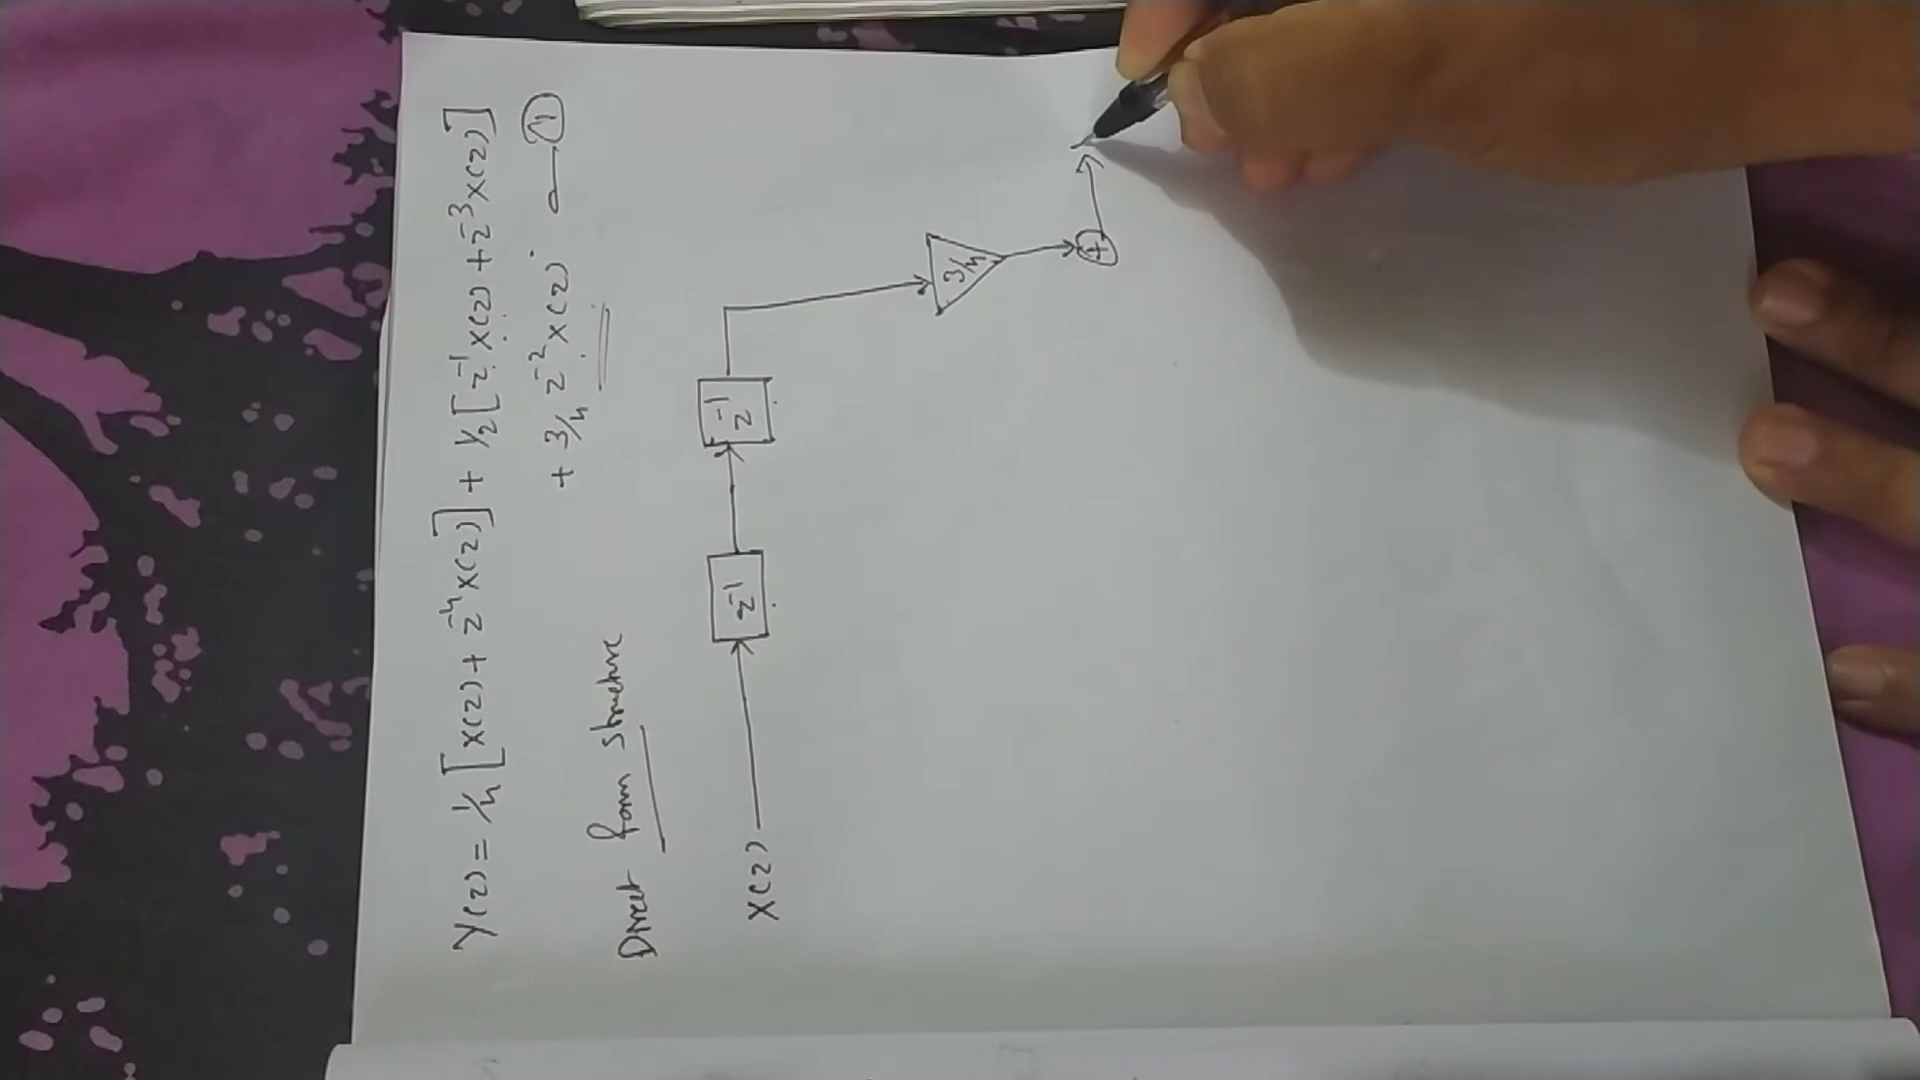 Y(z) = 1/4 [X(z) + z^-4 X(z)] + 1/2 [z^-1 X(z) + z^-3 X(z)]
+ 3/4 z^-2 X(z) — 1
Direct form structure
X(z) z^-1 z^-1
3/4
+